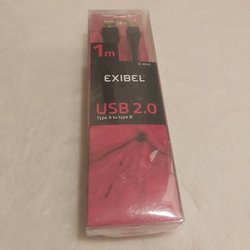 1m
EXIBEL
USB 2.0
Type A to type B